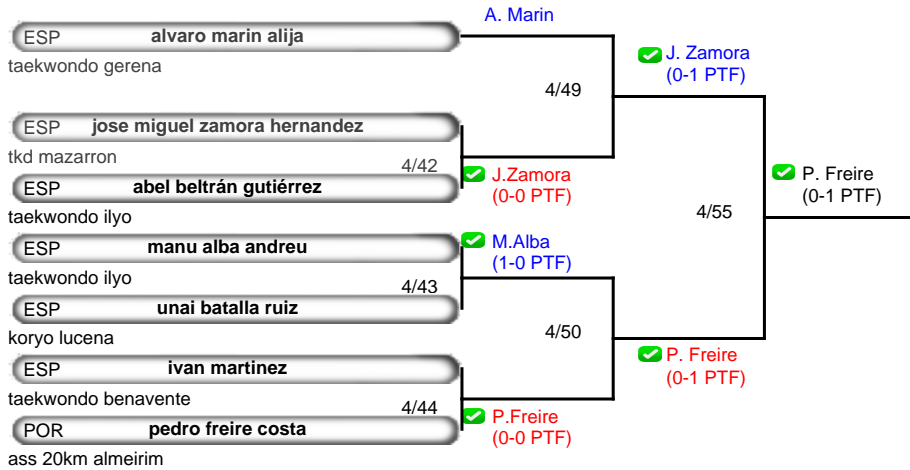 A. Marin
ESP alvaro marin alija
taekwondo gerena
J. Zamora
(0-1 PTF)
4/49
ESP jose miguel zamora hernandez
tkd mazarron
4/42
J.Zamora
(0-0 PTF)
ESP abel beltrán gutiérrez
taekwondo ilyo
P. Freire
(0-1 PTF)
4/55
ESP manu alba andreu
taekwondo ilyo
M.Alba
(1-0 PTF)
4/43
ESP unai batalla ruiz
koryo lucena
4/50
ESP ivan martinez
taekwondo benavente
P. Freire
(0-1 PTF)
4/44
POR pedro freire costa
ass 20km almeirim
P.Freire
(0-0 PTF)